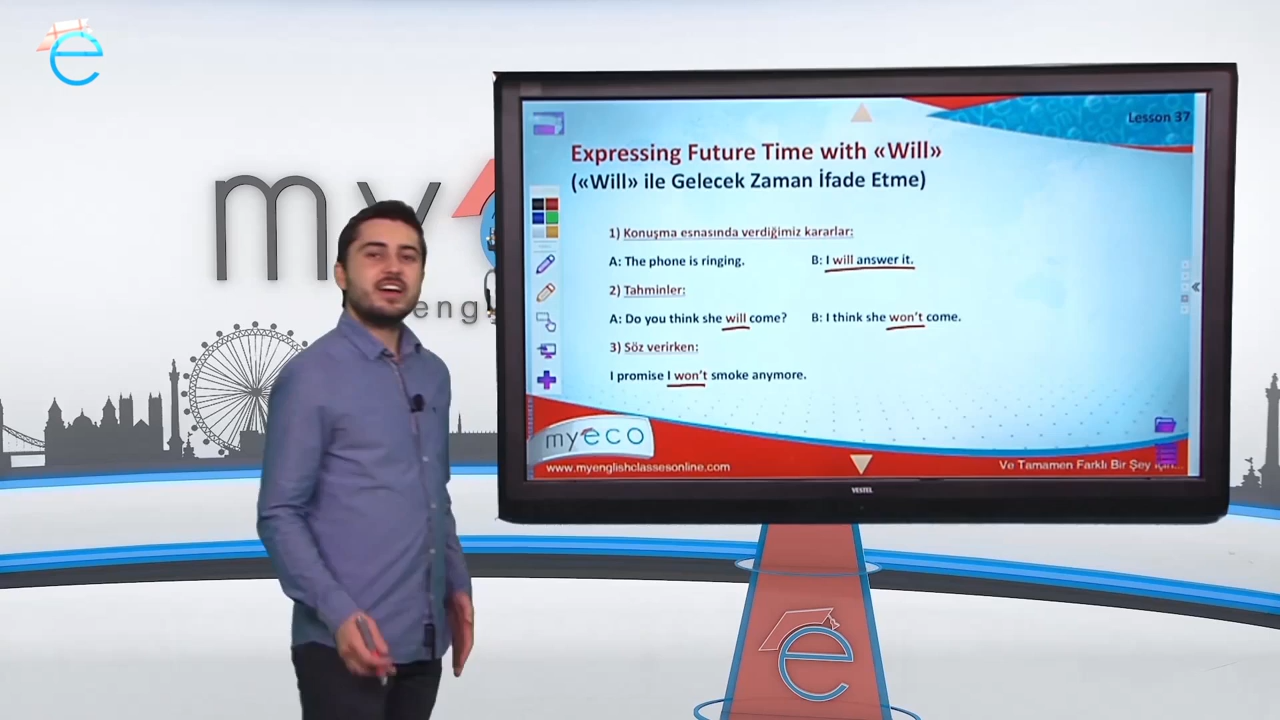 Lesson 37
Expressing Future Time with «Will»
(«Will» ile Gelecek Zaman İfade Etme)
1) Konuşma esnasında verdiğimiz kararlar:
A: The phone is ringing. B: I will answer it.
2) Tahminler:
A: Do you think she will come? B: I think she won't come.
3) Söz verirken:
I promise I won't smoke anymore.
myeco
www.myenglishclassesonline.com
Ve Tamamen Farklı Bir Şey için...
VESTEL
my
eng
e
e